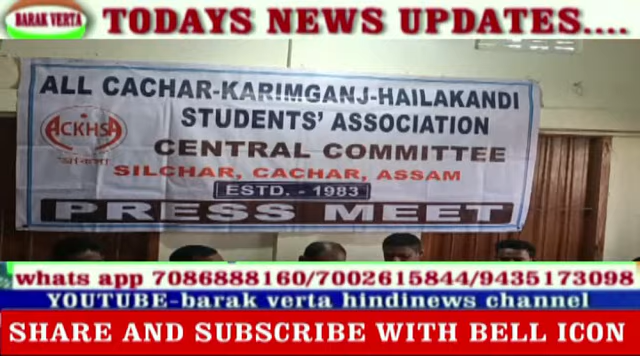 BARAK VERTA
TODAYS NEWS UPDATES....
ALL CACHAR-KARIMGANJ-HAILAKANDI
STUDENTS' ASSOCIATION
ACKHSA
CENTRAL COMMITTEE
SILCHAR, CACHAR, ASSAM
ESTD. - 1983
PRESS MEET
whats app 7086888160/7002615844/9435173098
YOUTUBE-barak verta hindinews channel
SHARE AND SUBSCRIBE WITH BELL ICON